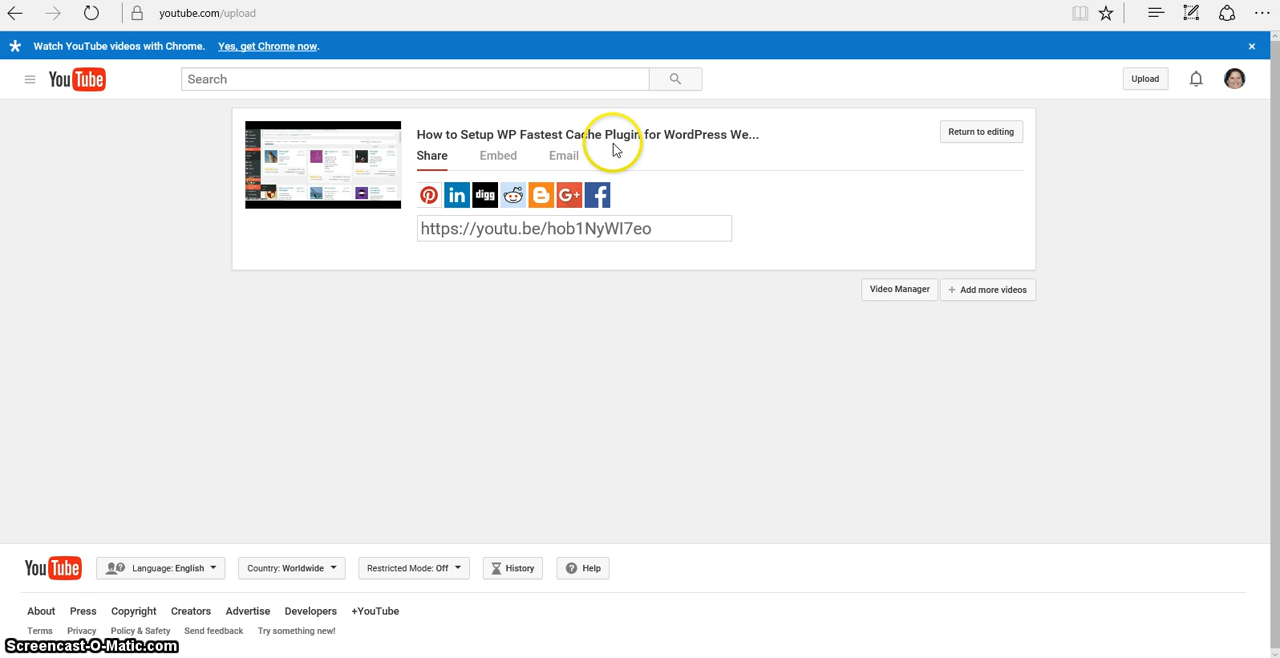 youtube.com/upload
Watch YouTube videos with Chrome. Yes, get Chrome now.
YouTube
Search
Upload
How to Setup WP Fastest Cache Plugin for WordPress We...
Return to editing
Share Embed Email
digg G+
https://youtu.be/hob1NyWI7eo
Video Manager + Add more videos
YouTube Language: English Country: Worldwide Restricted Mode: Off History Help
About Press Copyright Creators Advertise Developers +YouTube
Terms Privacy Policy & Safety Send feedback Try something new!
Screencast-O-Matic.com